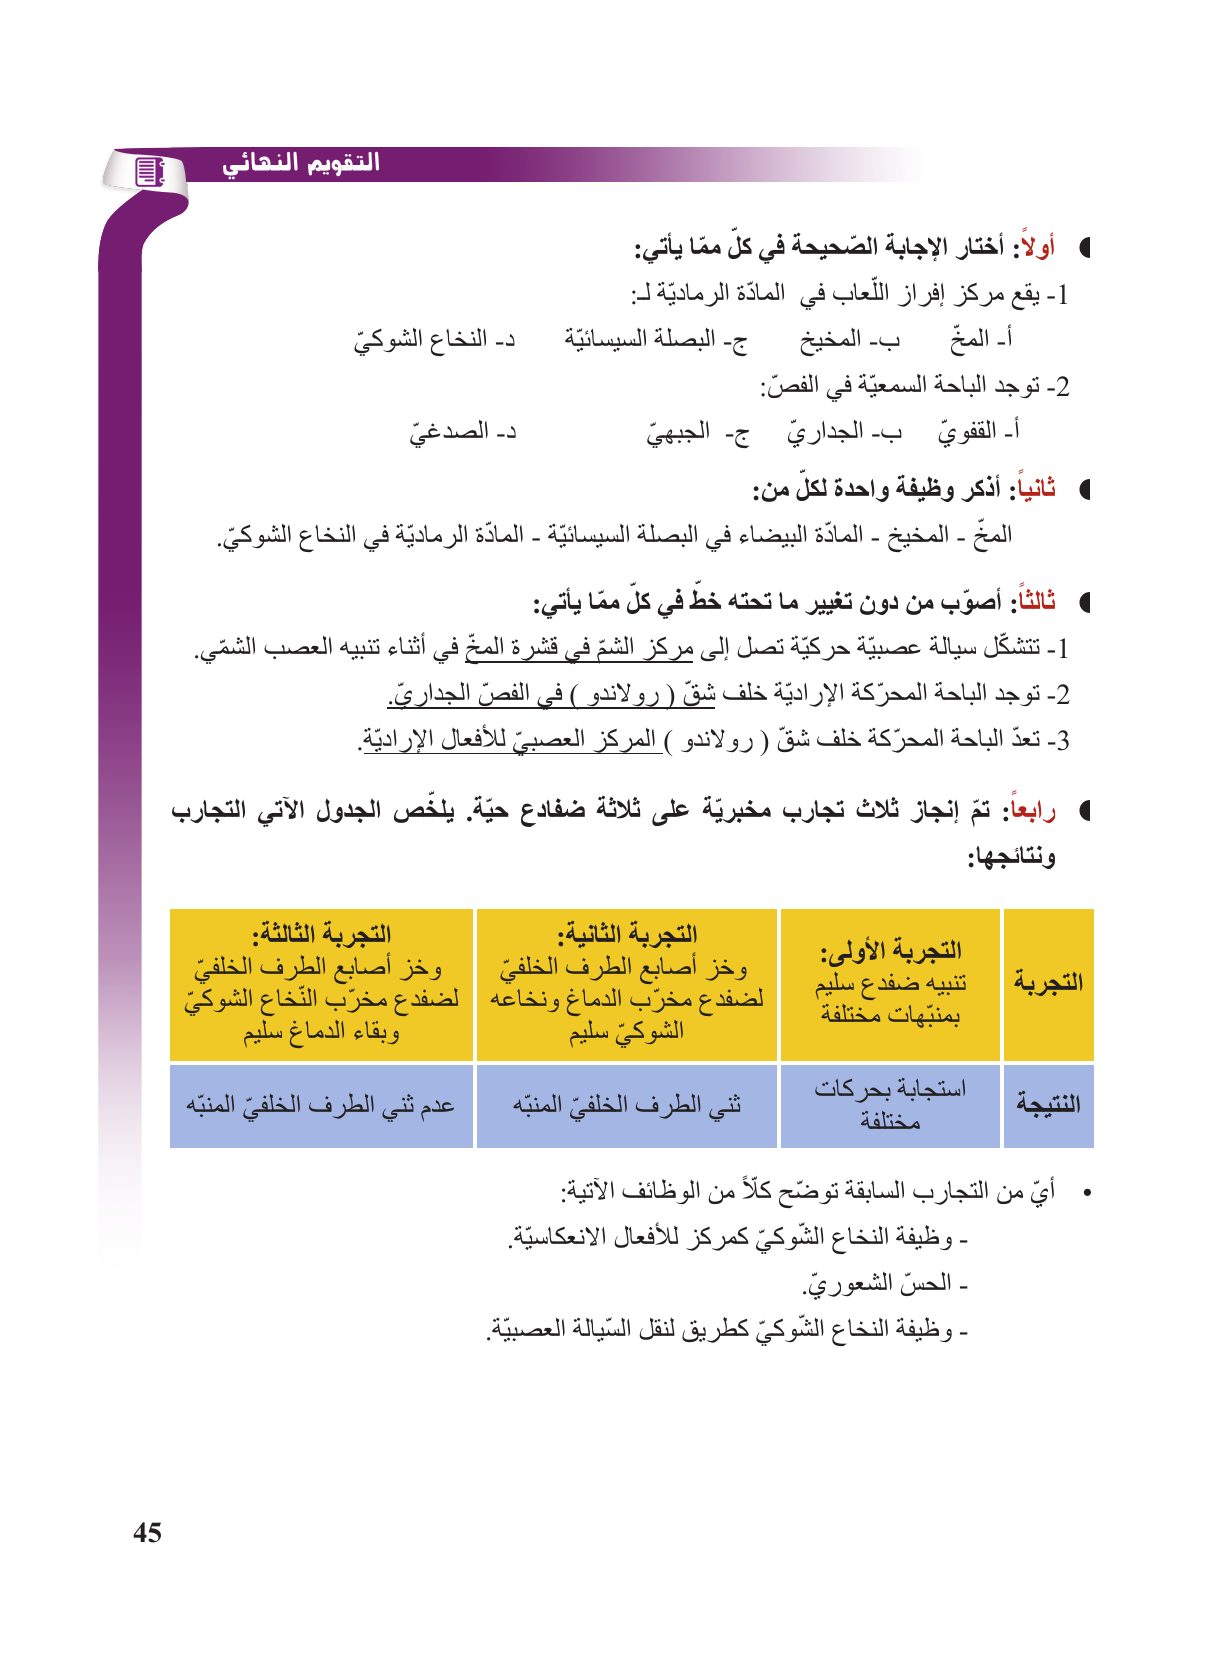 التقويم النهائي
أولاً: أختار الإجابة الصّحيحة في كلّ ممّا يأتي:
1- يقع مركز إفراز اللّعاب في المادّة الرماديّة لـ:
أ- المخّ ب- المخيخ ج- البصلة السيسائيّة د- النخاع الشوكيّ
2- توجد الباحة السمعيّة في الفصّ:
أ- القفويّ ب- الجداريّ ج- الجبهيّ د- الصدغيّ
ثانياً: أذكر وظيفة واحدة لكلّ من:
المخّ - المخيخ - المادّة البيضاء في البصلة السيسائيّة - المادّة الرماديّة في النخاع الشوكيّ.
ثالثاً: أصوّب من دون تغيير ما تحته خطّ في كلّ ممّا يأتي:
1- تتشكّل سيالة عصبيّة حركيّة تصل إلى مركز الشمّ في قشرة المخّ في أثناء تنبيه العصب الشمّي.
2- توجد الباحة المحرّكة الإراديّة خلف شقّ ( رولاندو ) في الفصّ الجداريّ.
3- تعدّ الباحة المحرّكة خلف شقّ ( رولاندو ) المركز العصبيّ للأفعال الإراديّة.
رابعاً: تمّ إنجاز ثلاث تجارب مخبريّة على ثلاثة ضفادع حيّة. يلخّص الجدول الآتي التجارب
ونتائجها:
التجربة
التجربة الأولى:
تنبيه ضفدع سليم
بمنبّهات مختلفة
التجربة الثانية:
وخز أصابع الطرف الخلفيّ
لضفدع مخرّب الدماغ ونخاعه
الشوكيّ سليم
التجربة الثالثة:
وخز أصابع الطرف الخلفيّ
لضفدع مخرّب النّخاع الشوكيّ
وبقاء الدماغ سليم
النتيجة
استجابة بحركات
مختلفة
ثني الطرف الخلفيّ المنبّه
عدم ثني الطرف الخلفيّ المنبّه
• أيّ من التجارب السابقة توضّح كلّاً من الوظائف الآتية:
- وظيفة النخاع الشّوكيّ كمركز للأفعال الانعكاسيّة.
- الحسّ الشعوريّ.
- وظيفة النخاع الشّوكيّ كطريق لنقل السّيالة العصبيّة.
45